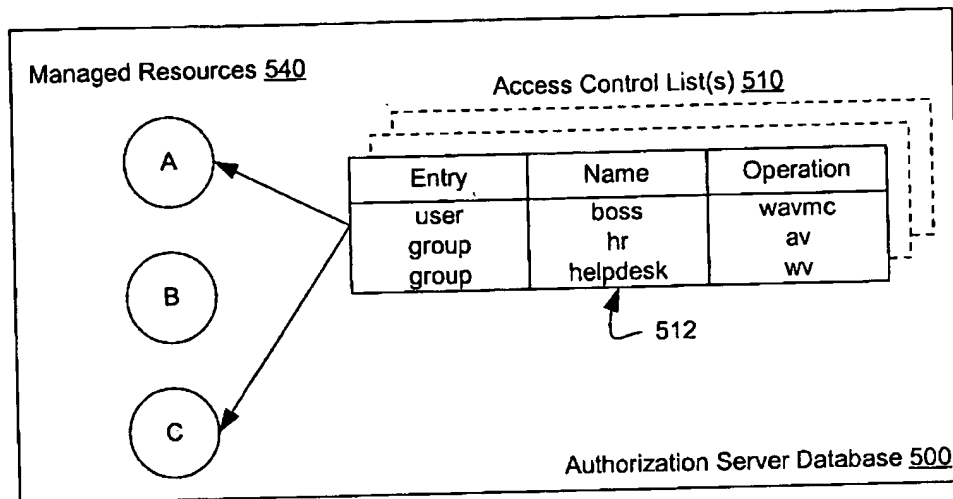 Managed Resources 540
Access Control List(s) 510
A
B
C
Entry Name Operation
user boss wavmc
group hr av
group helpdesk wv
512
Authorization Server Database 500